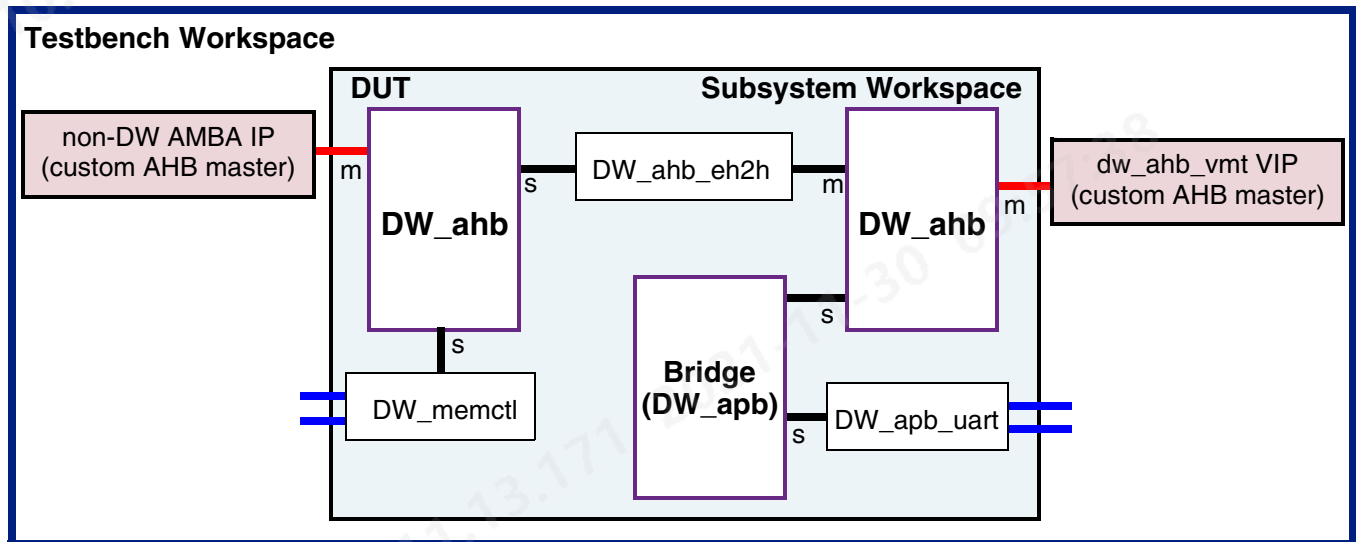 Testbench Workspace
DUT
Subsystem Workspace
non-DW AMBA IP
(custom AHB master)
m
DW_ahb
s
DW_ahb_eh2h
m
DW_ahb
m
dw_ahb_vmt VIP
(custom AHB master)
s
s
Bridge
(DW_apb)
DW_memctl
s
DW_apb_uart